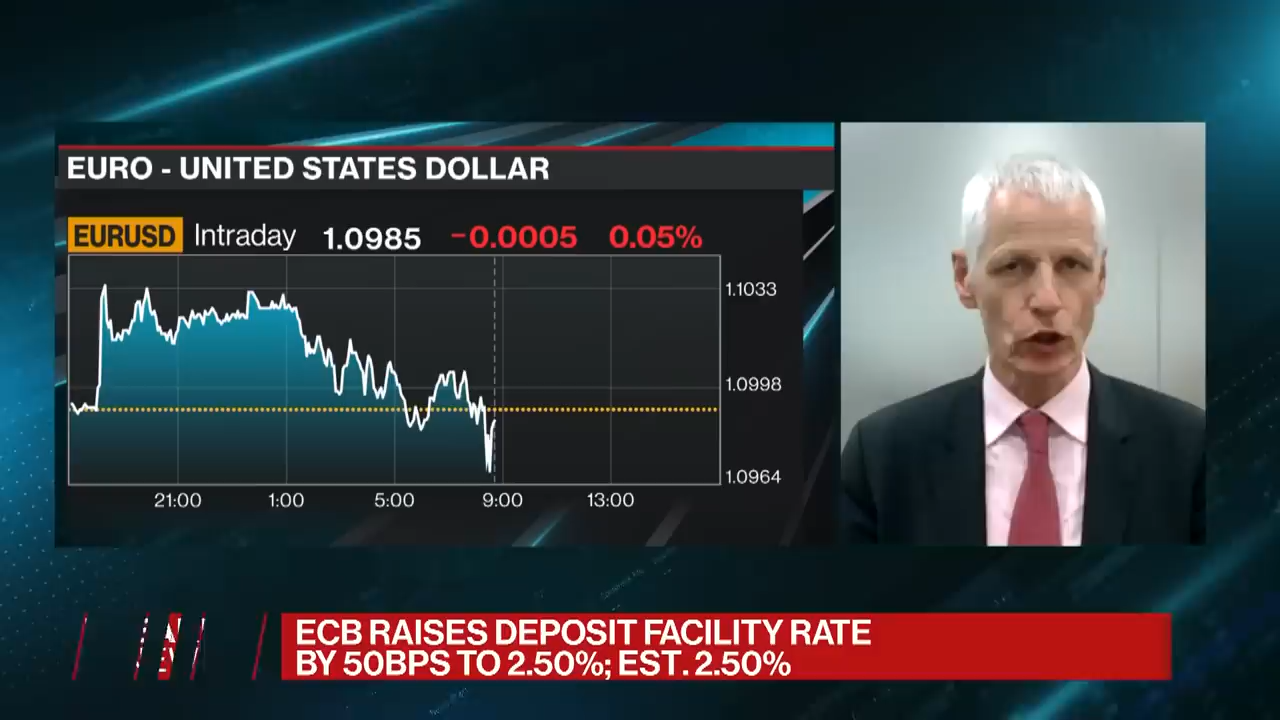 EURO - UNITED STATES DOLLAR
EURUSD Intraday 1.0985 -0.0005 0.05%
1.1033
1.0998
1.0964
21:00 1:00 5:00 9:00 13:00
ECB RAISES DEPOSIT FACILITY RATE
BY 50BPS TO 2.50%; EST. 2.50%